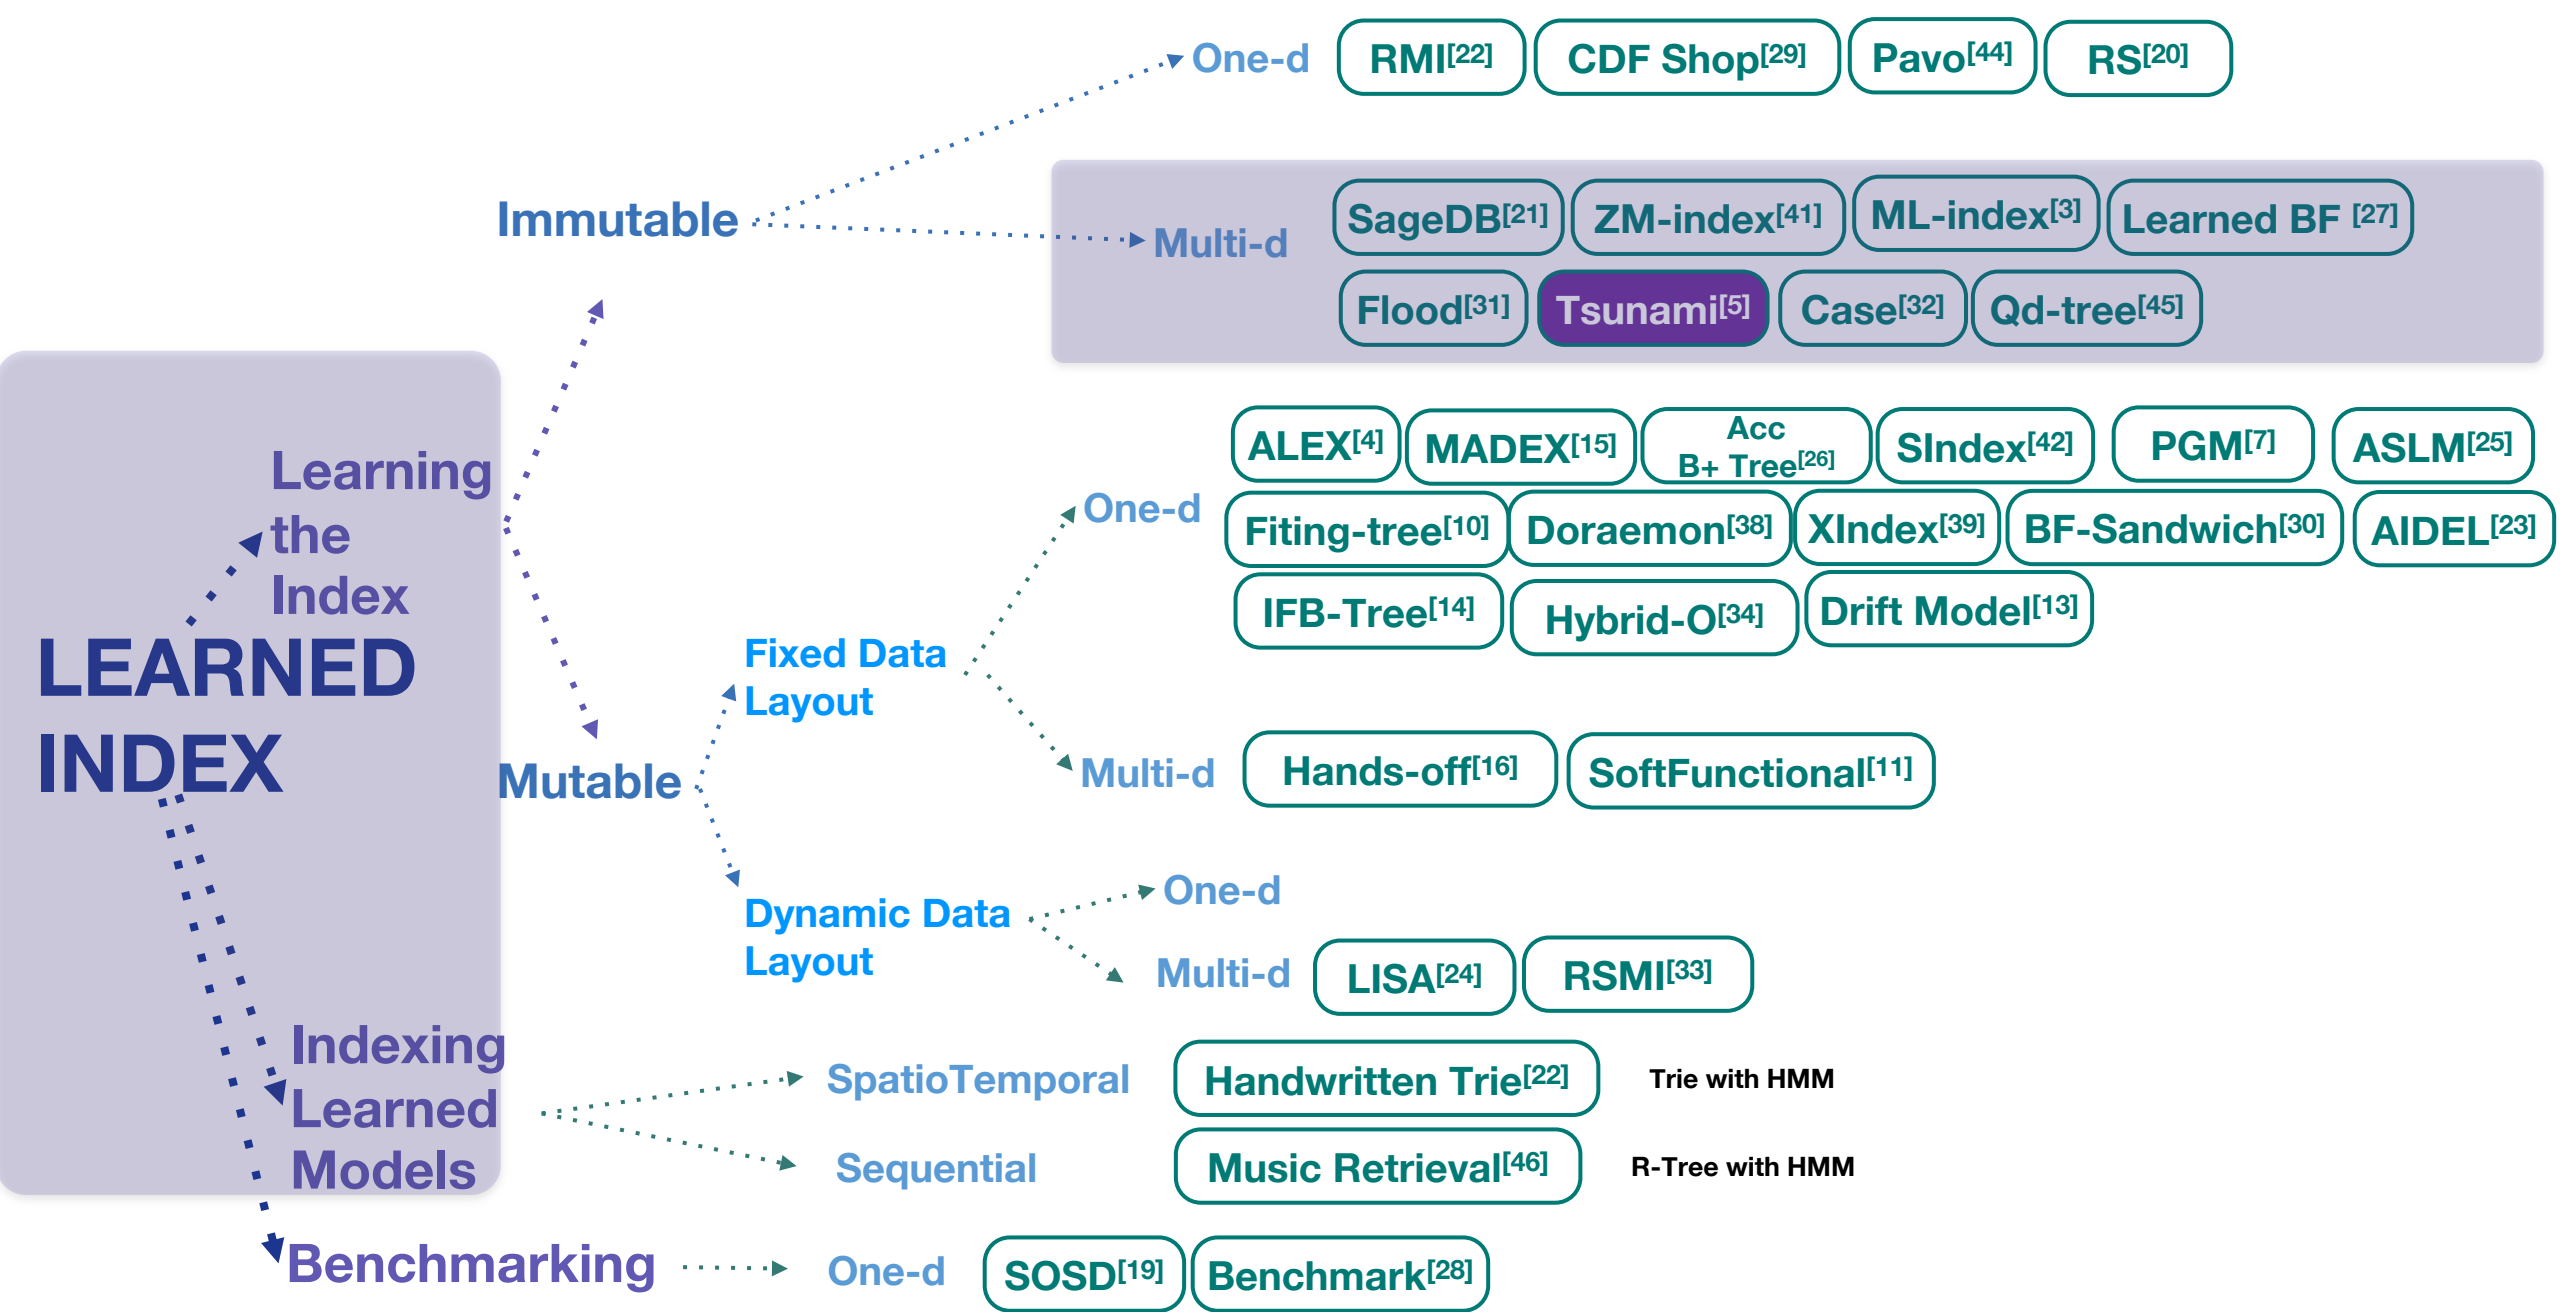 One-d RMI[22] CDF Shop[29] Pavo[44] RS[20]
Immutable
Multi-d
SageDB[21] ZM-index[41] ML-index[3] Learned BF [27]
Flood[31] Tsunami[5] Case[32] Qd-tree[45]
Learning
the
Index
LEARNED
INDEX
Mutable
Fixed Data
Layout
One-d
ALEX[4] MADEX[15] Acc
B+ Tree[26] SIndex[42] PGM[7] ASLM[25]
Fiting-tree[10] Doraemon[38] XIndex[39] BF-Sandwich[30] AIDEL[23]
IFB-Tree[14] Hybrid-O[34] Drift Model[13]
Multi-d Hands-off[16] SoftFunctional[11]
Dynamic Data
Layout
One-d
Multi-d LISA[24] RSMI[33]
Indexing
Learned
Models
SpatioTemporal Handwritten Trie[22] Trie with HMM
Sequential Music Retrieval[46] R-Tree with HMM
Benchmarking One-d SOSD[19] Benchmark[28]